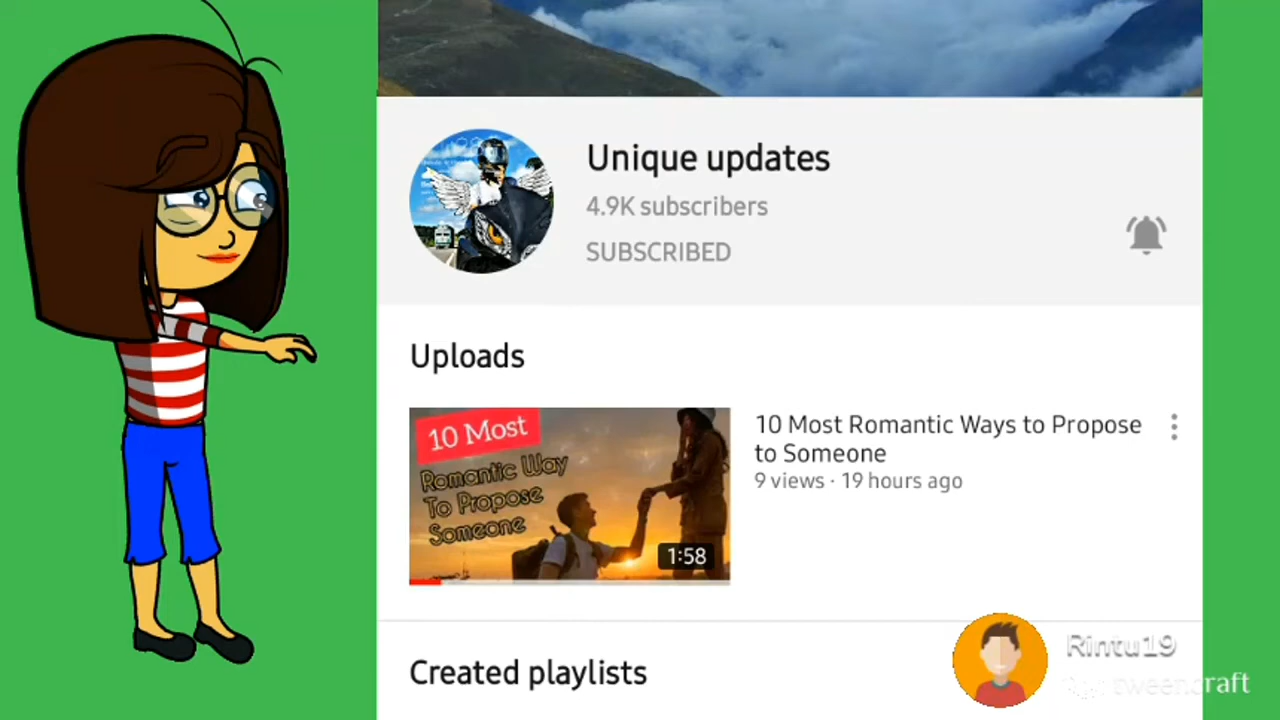 Unique updates
4.9K subscribers
SUBSCRIBED
Uploads
10 Most
Romantic Way
To Propose
Someone
1:58
10 Most Romantic Ways to Propose
to Someone
9 views · 19 hours ago
Created playlists
Rintu19